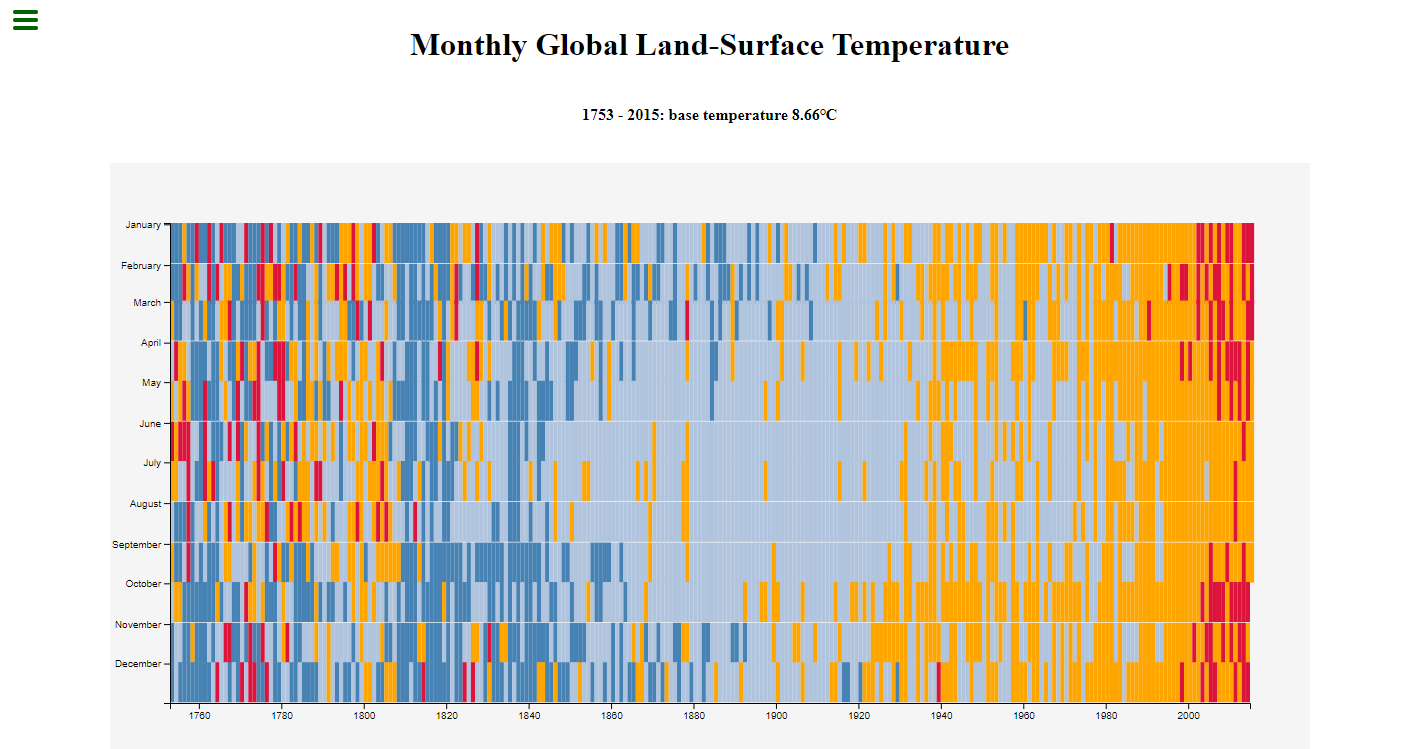 Monthly Global Land-Surface Temperature
1753 - 2015: base temperature 8.66℃
January
February
March
April
May
June
July
August
September
October
November
December
1760 1780 1800 1820 1840 1860 1880 1900 1920 1940 1960 1980 2000